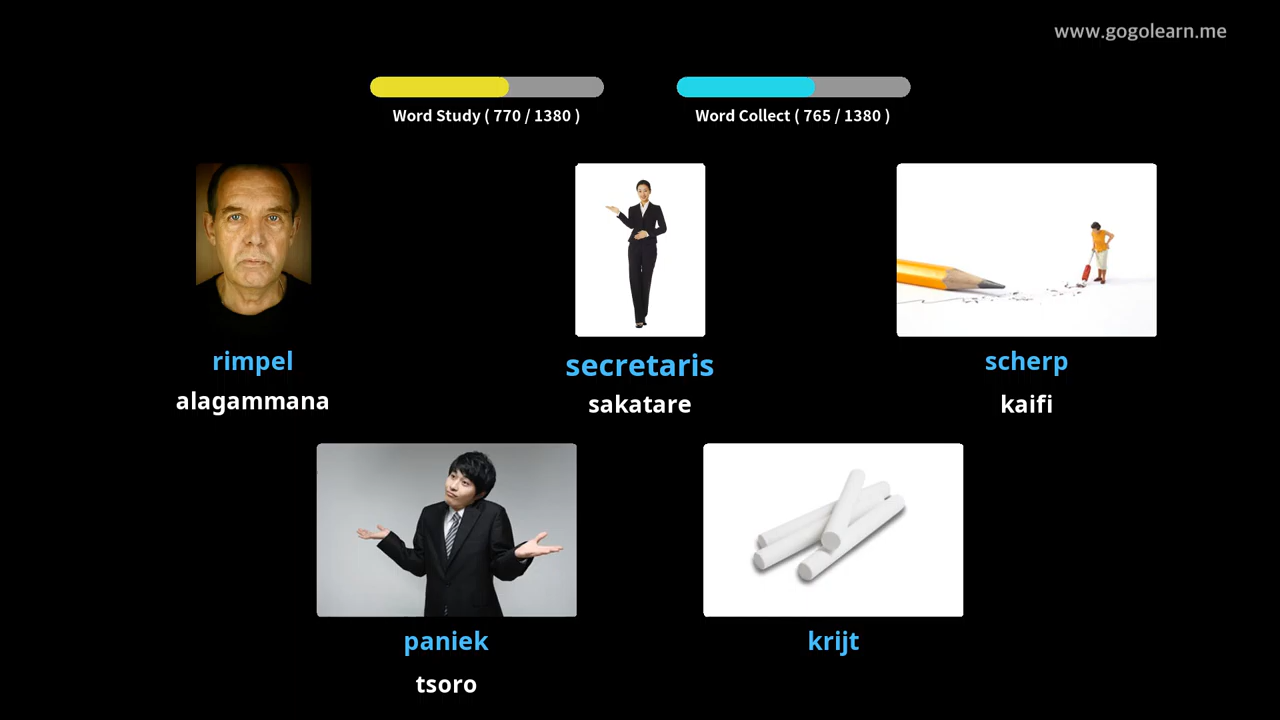 www.gogolearn.me
Word Study ( 770 / 1380 )
Word Collect ( 765 / 1380 )
rimpel
alagammana
secretaris
sakatare
scherp
kaifi
paniek
tsoro
krijt